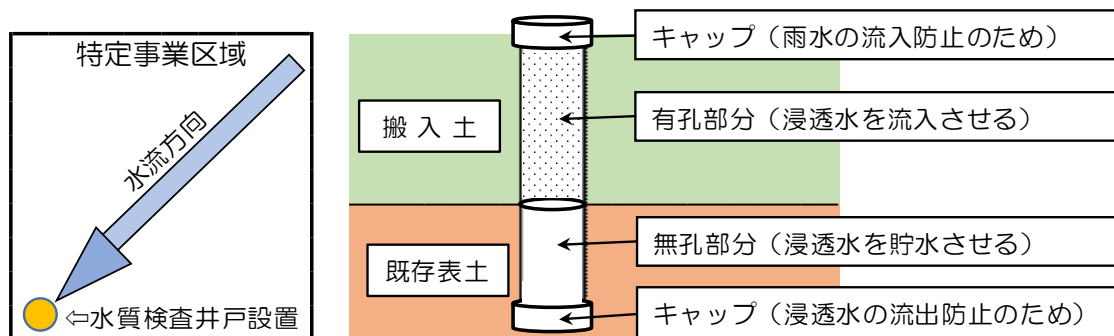 特定事業区域
水流方向
⇦水質検査井戸設置
搬 入 土
既存表土
キャップ（雨水の流入防止のため）
有孔部分（浸透水を流入させる）
無孔部分（浸透水を貯水させる）
キャップ（浸透水の流出防止のため）